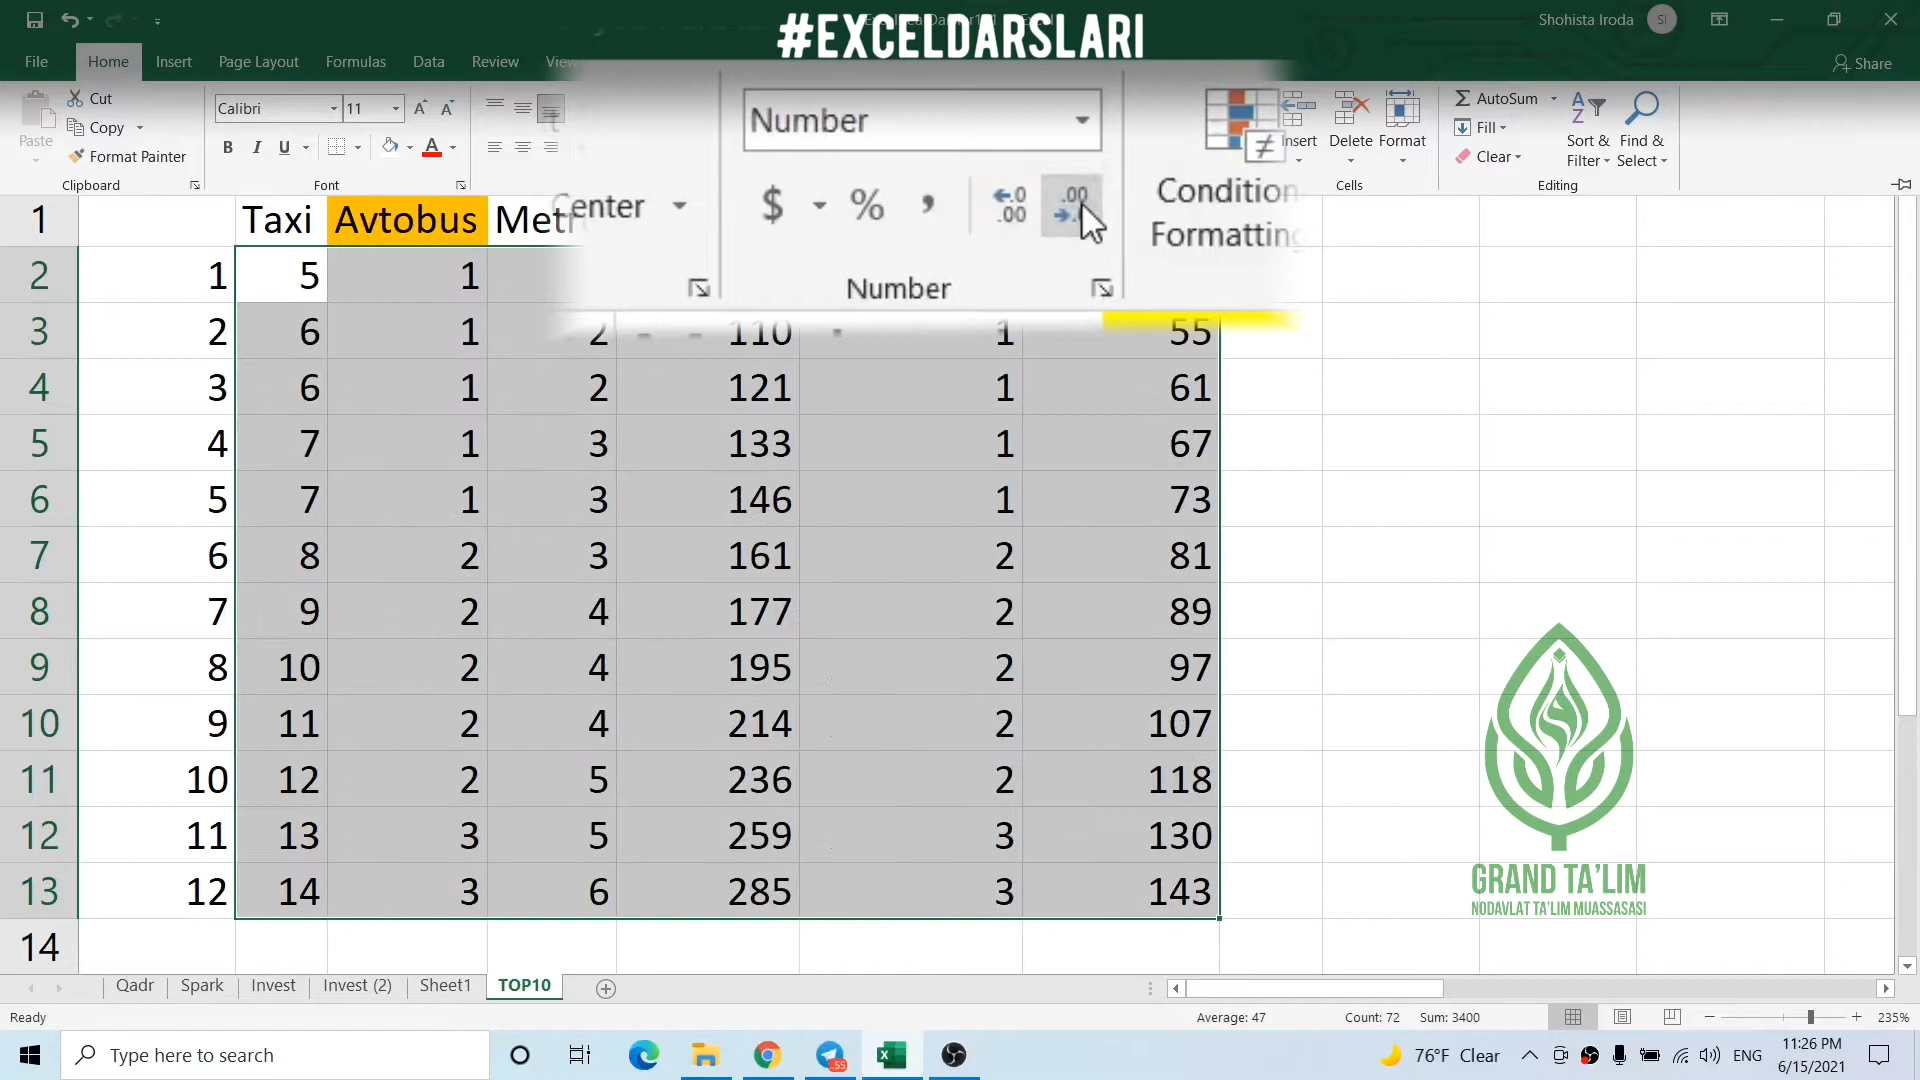 #EXCELDARSLARI
Shohista Iroda SI
File Home Insert Page Layout Formulas Data Review View
Share
Cut
Copy
Format Painter
Paste
Clipboard
Calibri 11
B I U A
Font
Center
Number
$ % , .00
Number
Condition
Formatting
Insert Delete Format
Cells
AutoSum
Fill
Clear
Sort & Filter
Find & Select
Editing
1 Taxi Avtobus Metr
2 1 5 1
3 2 6 1 2 110 1 55
4 3 6 1 2 121 1 61
5 4 7 1 3 133 1 67
6 5 7 1 3 146 1 73
7 6 8 2 3 161 2 81
8 7 9 2 4 177 2 89
9 8 10 2 4 195 2 97
10 9 11 2 4 214 2 107
11 10 12 2 5 236 2 118
12 11 13 3 5 259 3 130
13 12 14 3 6 285 3 143
14
GRAND TA'LIM
NODAVLAT TA'LIM MUASSASASI
Qadr Spark Invest Invest (2) Sheet1 TOP10
Ready Average: 47 Count: 72 Sum: 3400 235%
Type here to search
55
76°F Clear
ENG
11:26 PM
6/15/2021